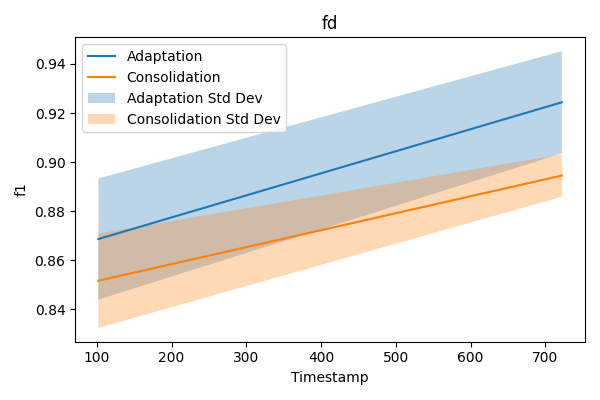 fd
Adaptation
Consolidation
Adaptation Std Dev
Consolidation Std Dev
f1
0.94
0.92
0.90
0.88
0.86
0.84
100 200 300 400 500 600 700
Timestamp